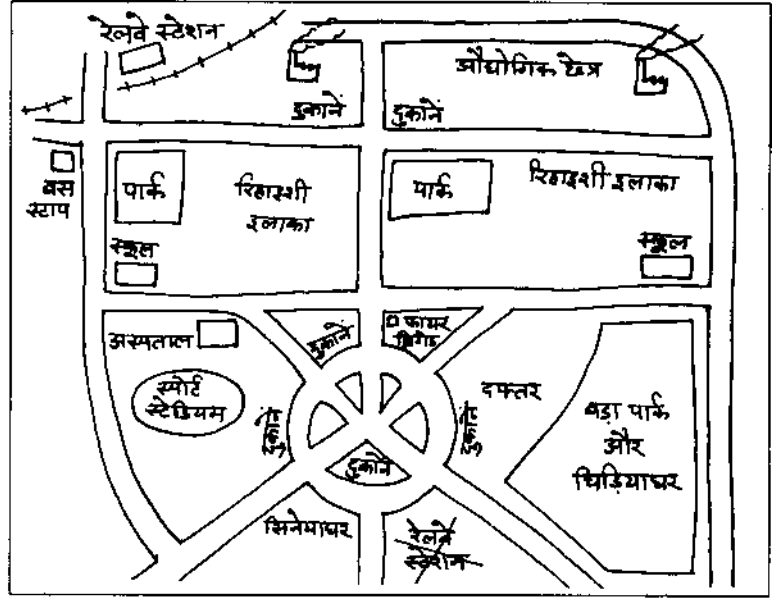 रेलवे स्टेशन
औद्योगिक क्षेत्र
दुकानें
दुकानें
बस
स्टाप
पार्क
रिहाइशी
इलाका
पार्क
रिहाइशी इलाका
स्कूल
स्कूल
अस्पताल
दुकानें
फायर
ब्रिगेड
स्पोर्ट
स्टेडियम
दुकानें
दुकानें
दफ्तर
बड़ा पार्क
और
चिड़ियाघर
दुकानें
सिनेमाघर
रेलवे
स्टेशन